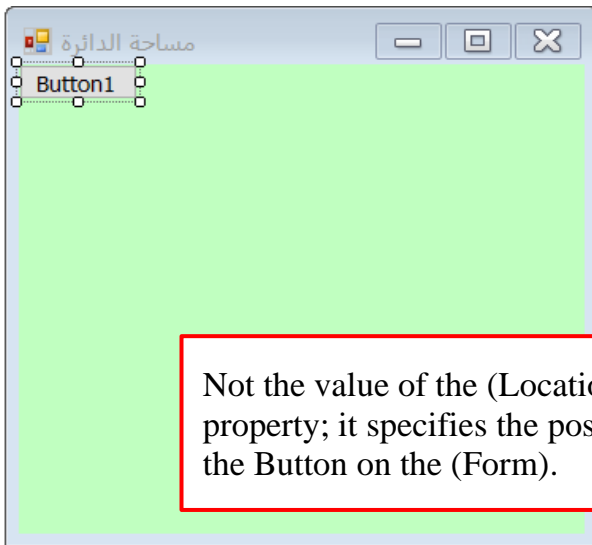 مساحة الدائرة
Button1
Not the value of the (Locatio
property; it specifies the pos
the Button on the (Form).